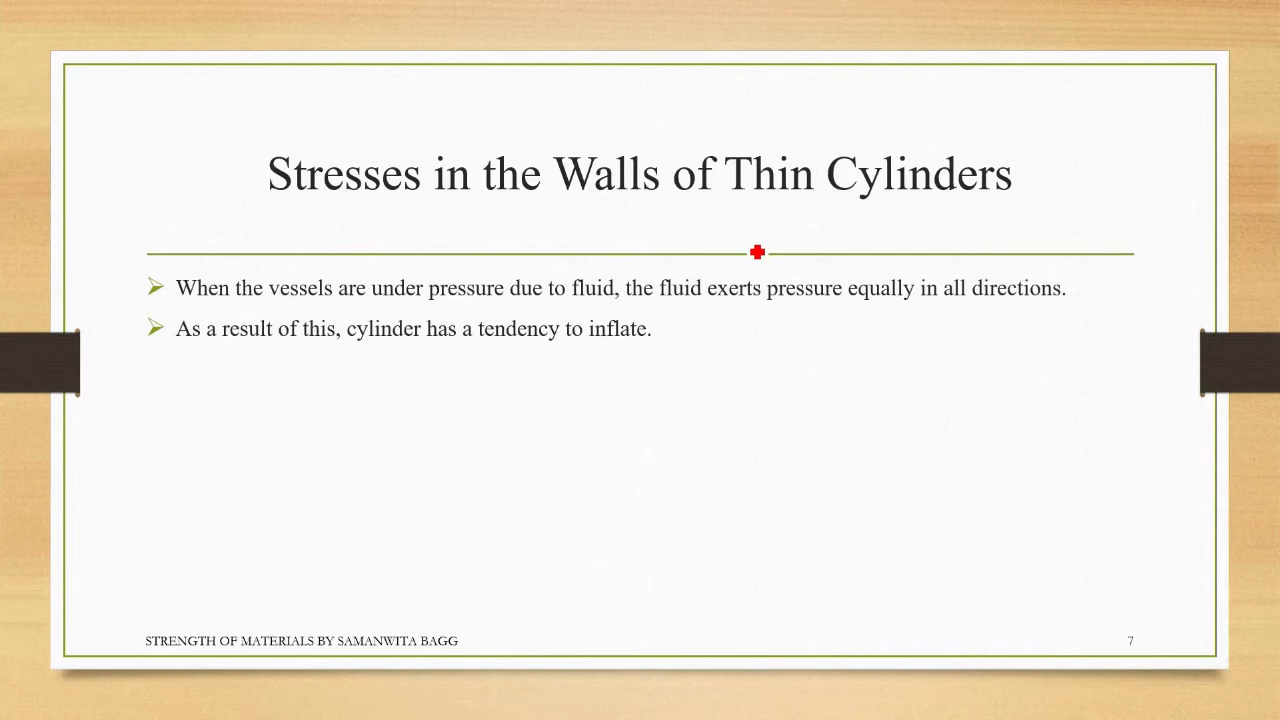 Stresses in the Walls of Thin Cylinders
When the vessels are under pressure due to fluid, the fluid exerts pressure equally in all directions.
As a result of this, cylinder has a tendency to inflate.
STRENGTH OF MATERIALS BY SAMANWITA BAGG
7